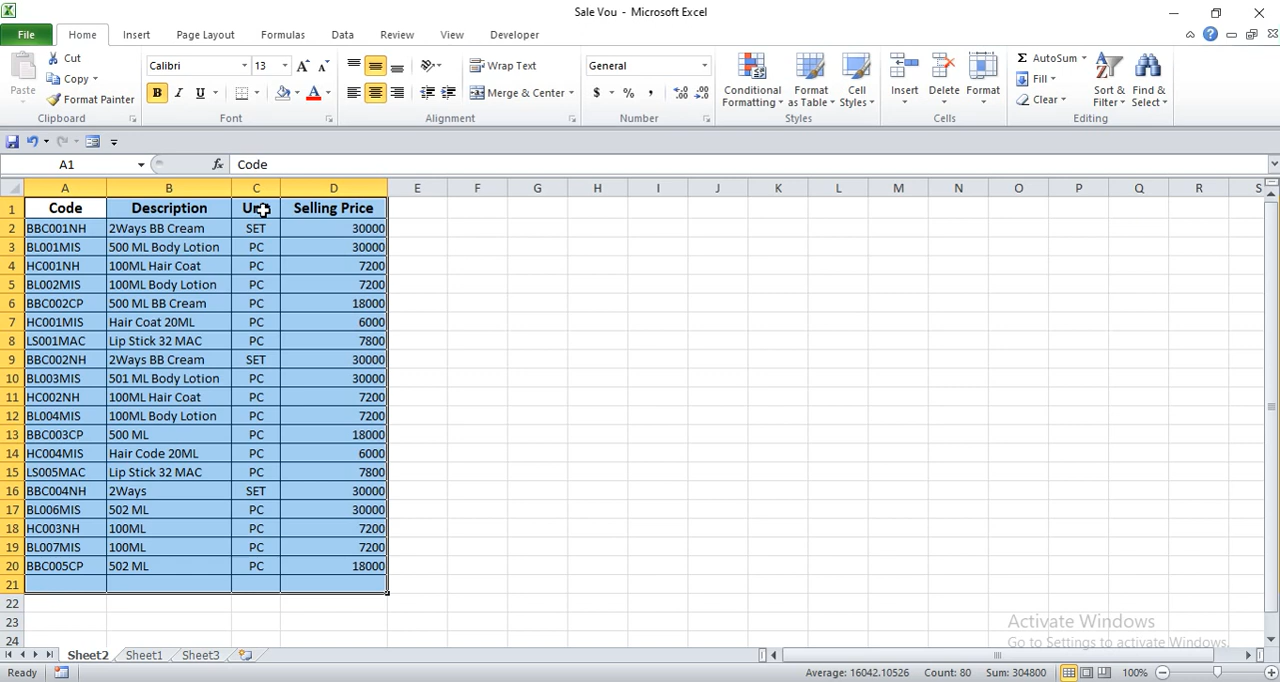 Sale Vou - Microsoft Excel
File Home Insert Page Layout Formulas Data Review View Developer
Paste
Cut
Copy
Format Painter
Clipboard
Calibri 13
B I U
Font
Wrap Text
Merge & Center
Alignment
General
$ % ,
Number
Conditional Formatting
Format as Table
Cell Styles
Styles
Insert Delete Format
Cells
Σ AutoSum
Fill
Clear
Sort & Filter
Find & Select
Editing
A1 fx Code
A B C D E F G H I J K L M N O P Q R S
1 Code Description Selling Price
2 BBC001NH 2Ways BB Cream SET 30000
3 BL001MIS 500 ML Body Lotion PC 30000
4 HC001NH 100ML Hair Coat PC 7200
5 BL002MIS 100ML Body Lotion PC 7200
6 BBC002CP 500 ML BB Cream PC 18000
7 HC001MIS Hair Coat 20ML PC 6000
8 LS001MAC Lip Stick 32 MAC PC 7800
9 BBC002NH 2Ways BB Cream SET 30000
10 BL003MIS 501 ML Body Lotion PC 30000
11 HC002NH 100ML Hair Coat PC 7200
12 BL004MIS 100ML Body Lotion PC 7200
13 BBC003CP 500 ML PC 18000
14 HC004MIS Hair Code 20ML PC 6000
15 LS005MAC Lip Stick 32 MAC PC 7800
16 BBC004NH 2Ways SET 30000
17 BL006MIS 502 ML PC 30000
18 HC003NH 100ML PC 7200
19 BL007MIS 100ML PC 7200
20 BBC005CP 502 ML PC 18000
21
22
23
24
Activate Windows
Go to Settings to activate Windows.
Sheet2 Sheet1 Sheet3
Ready Average: 16042.10526 Count: 80 Sum: 304800 100%